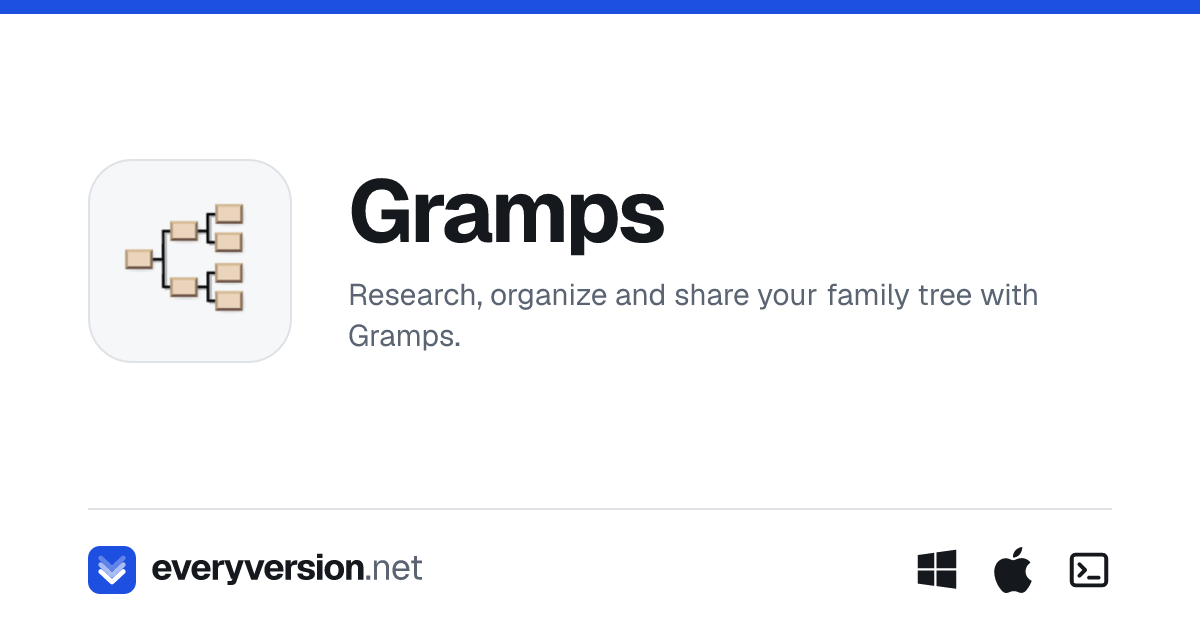 Gramps
Research, organize and share your family tree with
Gramps.
everyversion.net